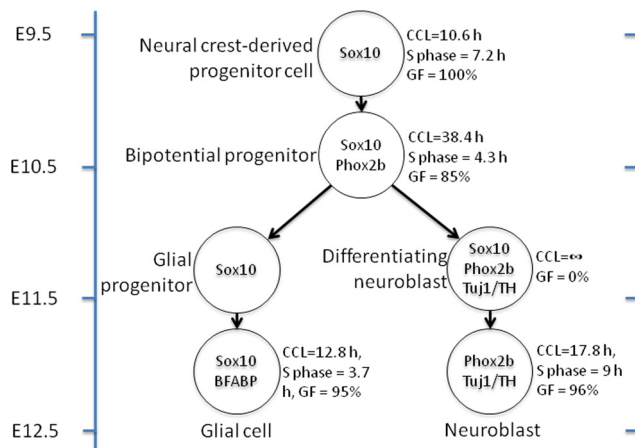 E9.5
Neural crest-derived
progenitor cell
Sox10
CCL=10.6 h
S phase = 7.2 h
GF = 100%
E10.5
Bipotential progenitor
Sox10
Phox2b
CCL=38.4 h
S phase = 4.3 h
GF = 85%
Glial
progenitor
Sox10
Differentiating
neuroblast
Sox10
Phox2b
Tuj1/TH
CCL=∞
GF = 0%
E11.5
Sox10
BFABP
CCL=12.8 h,
S phase = 3.7
h, GF = 95%
Phox2b
Tuj1/TH
CCL=17.8 h,
S phase = 9 h
GF = 96%
E12.5
Glial cell
Neuroblast